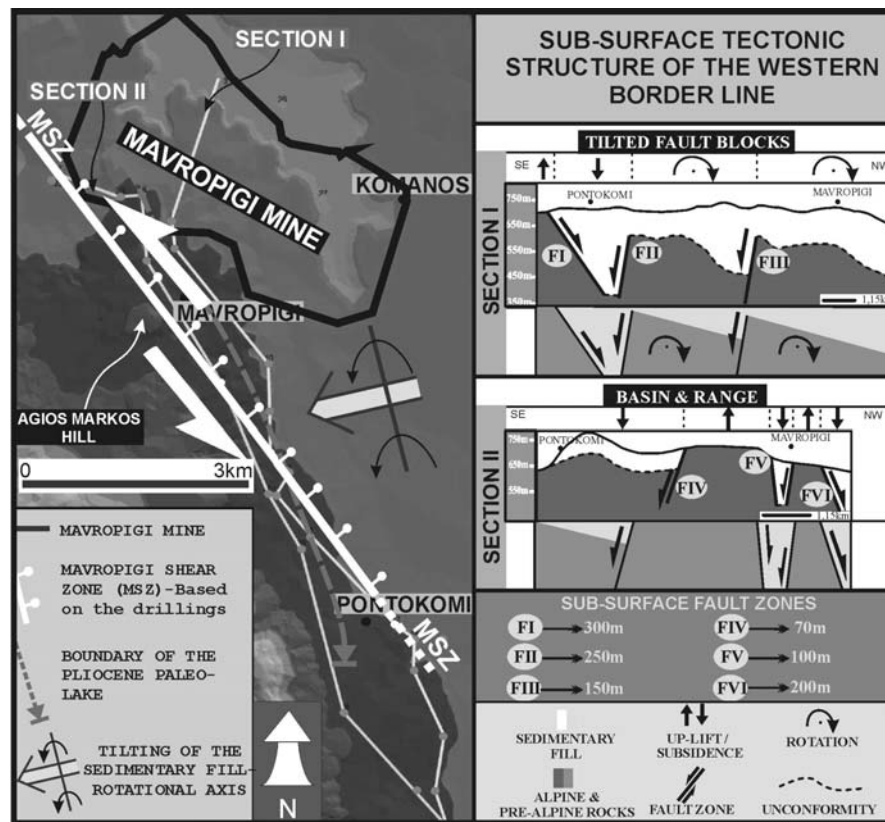 SECTION I
SECTION II
MSZ
MAVROPIGI MINE
KOMANOS
MAVROPIGI
AGIOS MARKOS
HILL
0 3km
PONTOKOMI
MSZ
MAVROPIGI MINE
MAVROPIGI SHEAR
ZONE (MSZ)-Based
on the drillings
BOUNDARY OF THE
PLIOCENE PALEO-
LAKE
TILTING OF THE
SEDIMENTARY FILL-
ROTATIONAL AXIS
N
SUB-SURFACE TECTONIC
STRUCTURE OF THE WESTERN
BORDER LINE
TILTED FAULT BLOCKS
SE NW
PONTOKOMI MAVROPIGI
750m
650m
550m
450m
350m
FI FII FIII
1,15k
SECTION I
BASIN & RANGE
SE NW
PONTOKOMI MAVROPIGI
750m
650m
550m
FIV FV FVI
1,15km
SECTION II
SUB-SURFACE FAULT ZONES
FI 300m FIV 70m
FII 250m FV 100m
FIII 150m FVI 200m
SEDIMENTARY
FILL
UP-LIFT /
SUBSIDENCE
ROTATION
ALPINE &
PRE-ALPINE ROCKS
FAULT ZONE
UNCONFORMITY